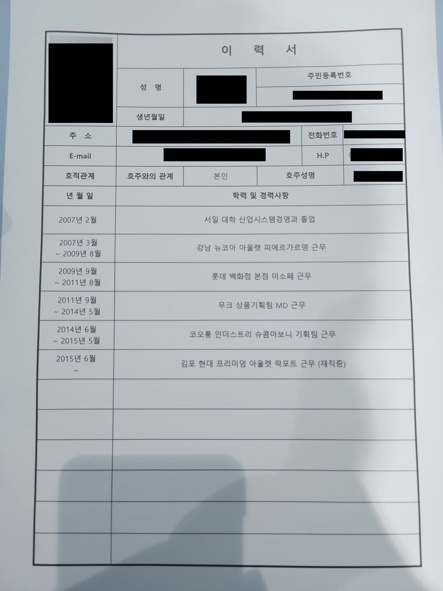 이 력 서
성 명
주민등록번호
생년월일
주 소
전화번호
E-mail
H.P
호적관계
호주와의 관계
본인
호주성명
년 월 일
학력 및 경력사항
2007년 2월
서일 대학 산업시스템경영과 졸업
2007년 3월
~ 2009년 8월
강남 뉴코아 아울렛 피에르가르뎅 근무
2009년 9월
~ 2011년 8월
롯데 백화점 본점 미소페 근무
2011년 9월
~ 2014년 5월
무크 상품기획팀 MD 근무
2014년 6월
~ 2015년 5월
코오롱 인더스트리 슈콤마보니 기획팀 근무
2015년 6월
~
김포 현대 프리미엄 아울렛 락포트 근무 (재직중)